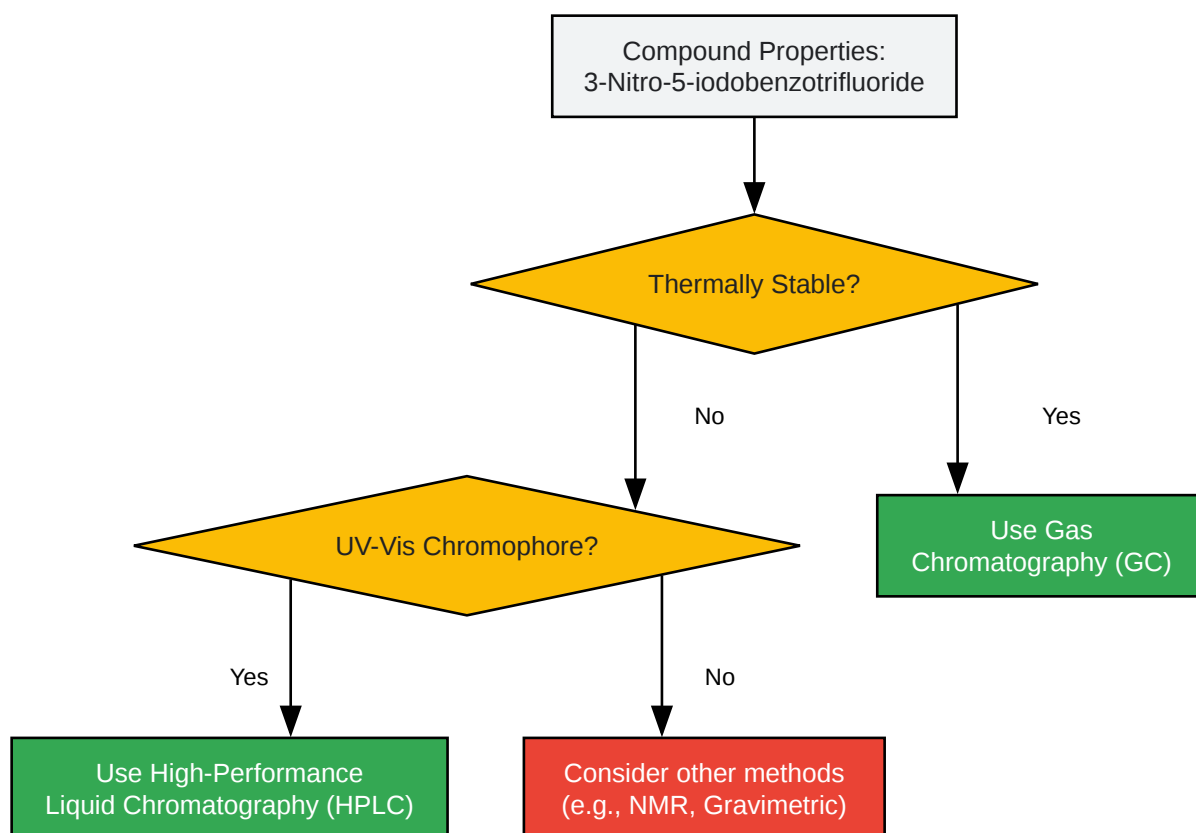 Compound Properties:
3-Nitro-5-iodobenzotrifluoride
Thermally Stable?
No
Yes
UV-Vis Chromophore?
Use Gas
Chromatography (GC)
Yes
No
Use High-Performance
Liquid Chromatography (HPLC)
Consider other methods
(e.g., NMR, Gravimetric)